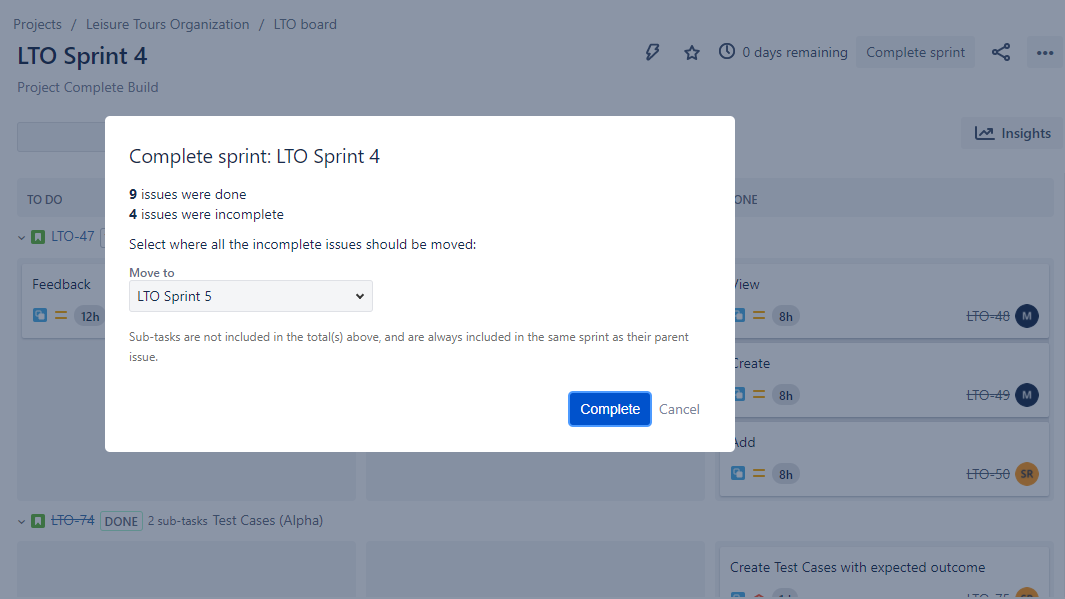 Projects / Leisure Tours Organization / LTO board
LTO Sprint 4
0 days remaining
Complete sprint
Project Complete Build
Insights
TO DO
LTO-47
Feedback
12h
Complete sprint: LTO Sprint 4
9 issues were done
4 issues were incomplete
Select where all the incomplete issues should be moved:
Move to
LTO Sprint 5
Sub-tasks are not included in the total(s) above, and are always included in the same sprint as their parent
issue.
Complete Cancel
View
8h LTO-48 M
Create
8h LTO-49 M
Add
8h LTO-50 SR
LTO-74 DONE 2 sub-tasks Test Cases (Alpha)
Create Test Cases with expected outcome